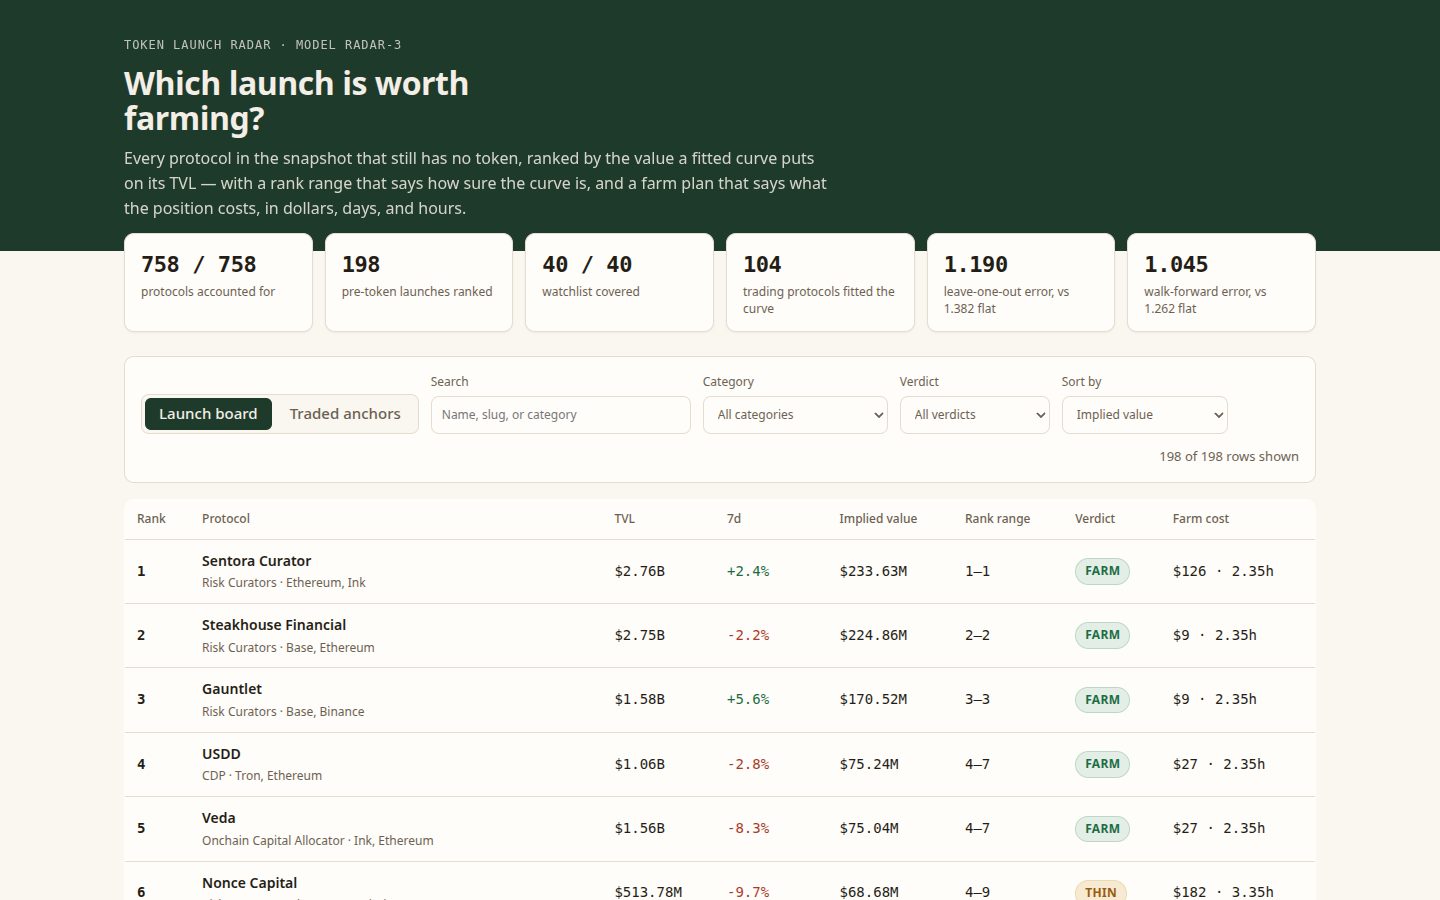 TOKEN LAUNCH RADAR · MODEL RADAR-3
Which launch is worth
farming?
Every protocol in the snapshot that still has no token, ranked by the value a fitted curve puts
on its TVL — with a rank range that says how sure the curve is, and a farm plan that says what
the position costs, in dollars, days, and hours.
758 / 758
protocols accounted for
198
pre-token launches ranked
40 / 40
watchlist covered
104
trading protocols fitted the
curve
1.190
leave-one-out error, vs
1.382 flat
1.045
walk-forward error, vs
1.262 flat
Launch board
Traded anchors
Search
Name, slug, or category
Category
All categories
Verdict
All verdicts
Sort by
Implied value
198 of 198 rows shown
Rank Protocol TVL 7d Implied value Rank range Verdict Farm cost
1 Sentora Curator $2.76B +2.4% $233.63M 1–1 FARM $126 · 2.35h
Risk Curators · Ethereum, Ink
2 Steakhouse Financial $2.75B -2.2% $224.86M 2–2 FARM $9 · 2.35h
Risk Curators · Base, Ethereum
3 Gauntlet $1.58B +5.6% $170.52M 3–3 FARM $9 · 2.35h
Risk Curators · Base, Binance
4 USDD $1.06B -2.8% $75.24M 4–7 FARM $27 · 2.35h
CDP · Tron, Ethereum
5 Veda $1.56B -8.3% $75.04M 4–7 FARM $27 · 2.35h
Onchain Capital Allocator · Ink, Ethereum
6 Nonce Capital $513.78M -9.7% $68.68M 4–9 THIN $182 · 3.35h